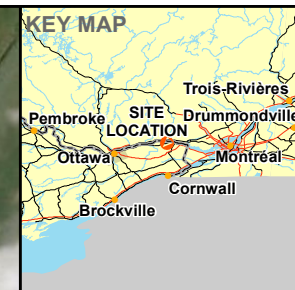 KEY MAP
Trois-Rivières
Pembroke
SITE
LOCATION
Drummondville
Ottawa
Montréal
Cornwall
Brockville